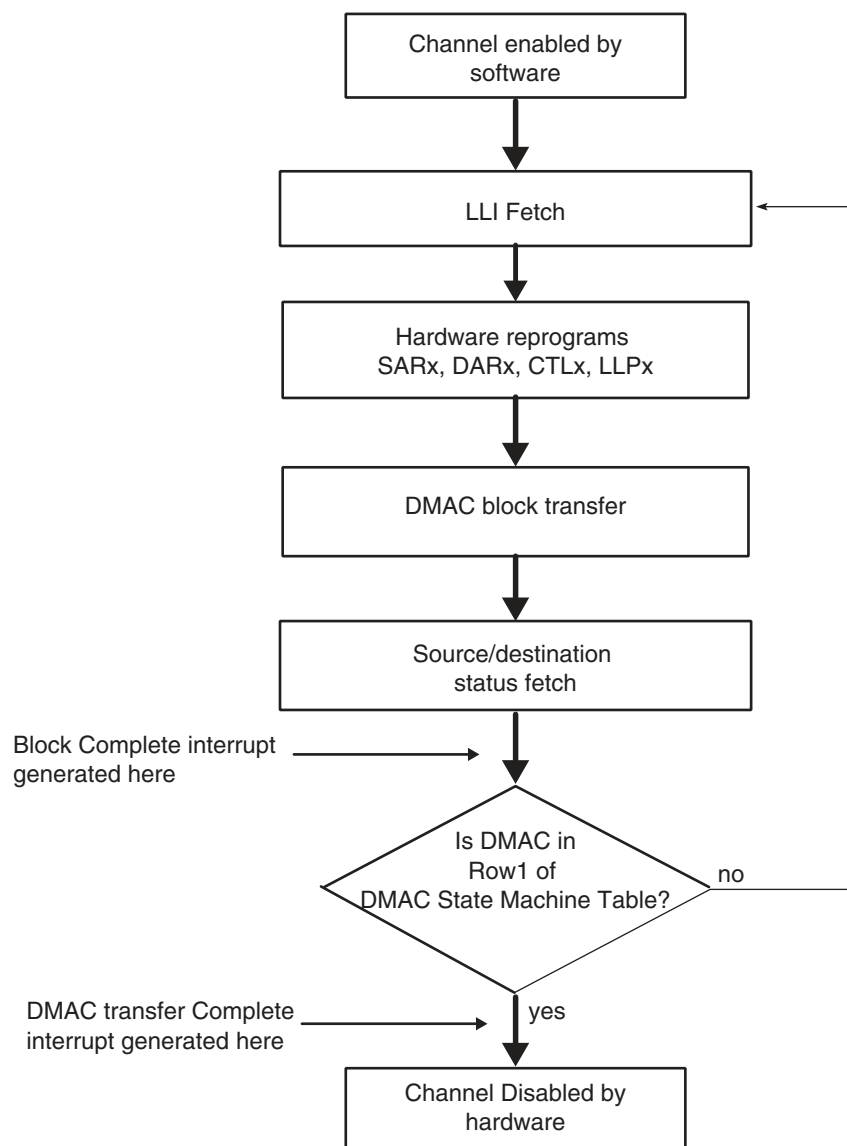 Channel enabled by
software
LLI Fetch
Hardware reprograms
SARx, DARx, CTLx, LLPx
DMAC block transfer
Source/destination
status fetch
Block Complete interrupt
generated here
Is DMAC in
Row1 of
DMAC State Machine Table?
no
DMAC transfer Complete
interrupt generated here
yes
Channel Disabled by
hardware